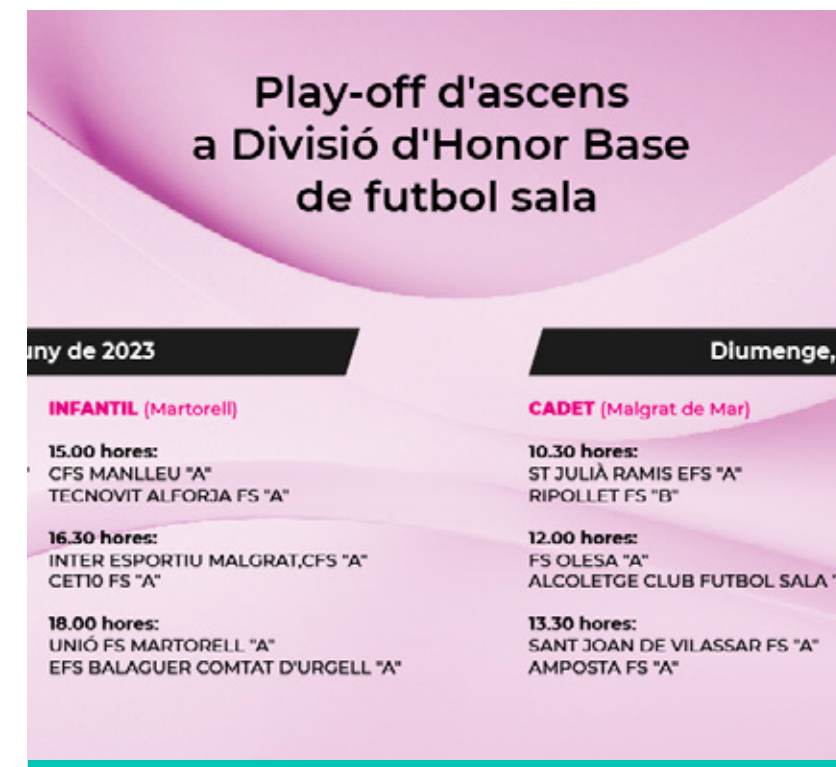 Play-off d'ascens
a Divisió d'Honor Base
de futbol sala
de 2023
INFANTIL (Martorell)
15.00 hores:
CFS MANLLEU "A"
TECNOVIT ALFORJA FS "A"
16.30 hores:
INTER ESPORTIU MALGRAT,CFS "A"
CET10 FS "A"
18.00 hores:
UNIÓ FS MARTORELL "A"
EFS BALAGUER COMTAT D'URGELL "A"
Diumenge,
CADET (Malgrat de Mar)
10.30 hores:
ST JULIÀ RAMIS EFS "A"
RIPOLLET FS "B"
12.00 hores:
FS OLESA "A"
ALCOLETGE CLUB FUTBOL SALA
13.30 hores:
SANT JOAN DE VILASSAR FS "A"
AMPOSTA FS "A"